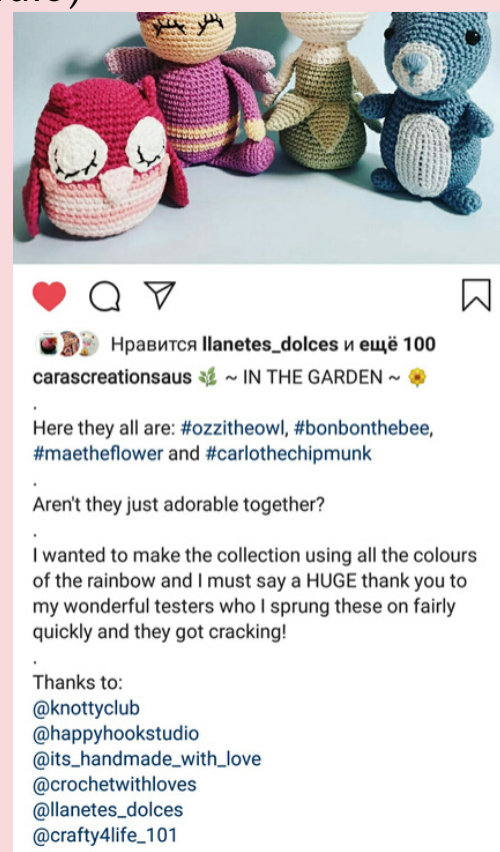 Нравится llanetes_dolces и ещё 100
carascreationsaus 🌿 ~ IN THE GARDEN ~ 🌼
.
Here they all are: #ozzitheowl, #bonbonthebee,
#maetheflower and #carlothechipmunk
.
Aren't they just adorable together?
.
I wanted to make the collection using all the colours
of the rainbow and I must say a HUGE thank you to
my wonderful testers who I sprung these on fairly
quickly and they got cracking!
.
Thanks to:
@knottyclub
@happyhookstudio
@its_handmade_with_love
@crochetwithloves
@llanetes_dolces
@crafty4life_101